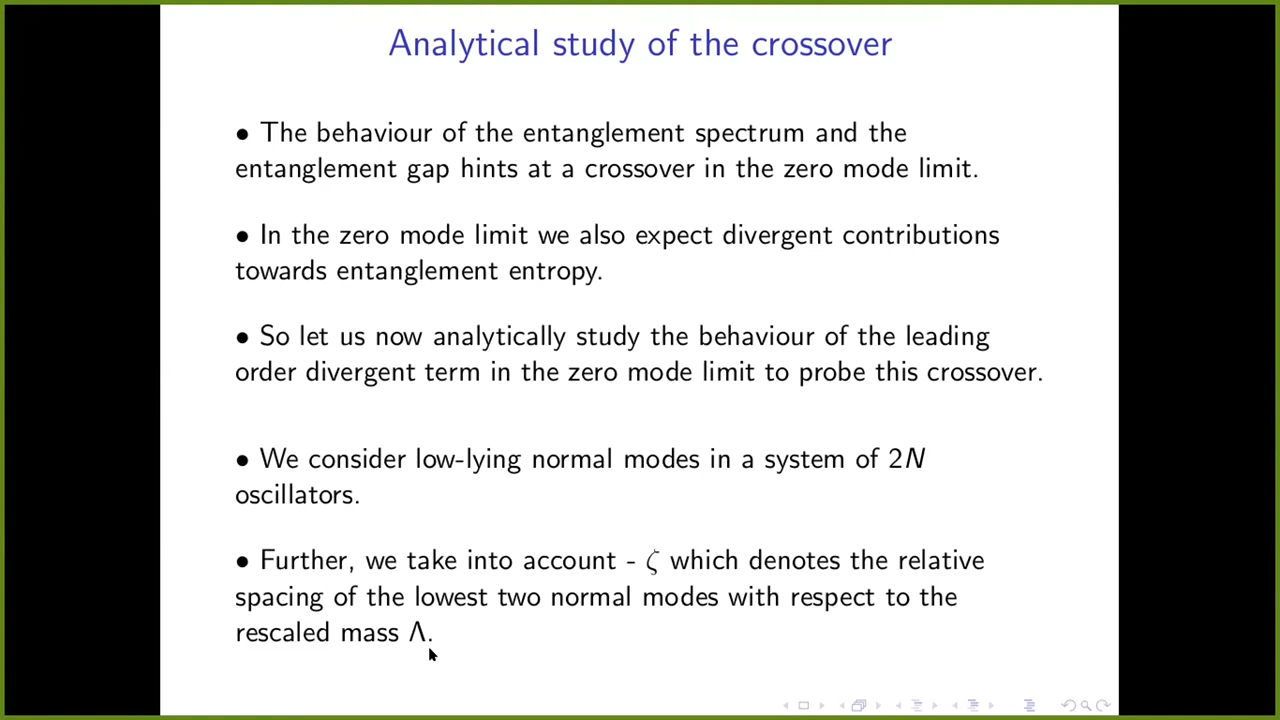 Analytical study of the crossover
• The behaviour of the entanglement spectrum and the
entanglement gap hints at a crossover in the zero mode limit.
• In the zero mode limit we also expect divergent contributions
towards entanglement entropy.
• So let us now analytically study the behaviour of the leading
order divergent term in the zero mode limit to probe this crossover.
• We consider low-lying normal modes in a system of 2N
oscillators.
• Further, we take into account - ζ which denotes the relative
spacing of the lowest two normal modes with respect to the
rescaled mass Λ.